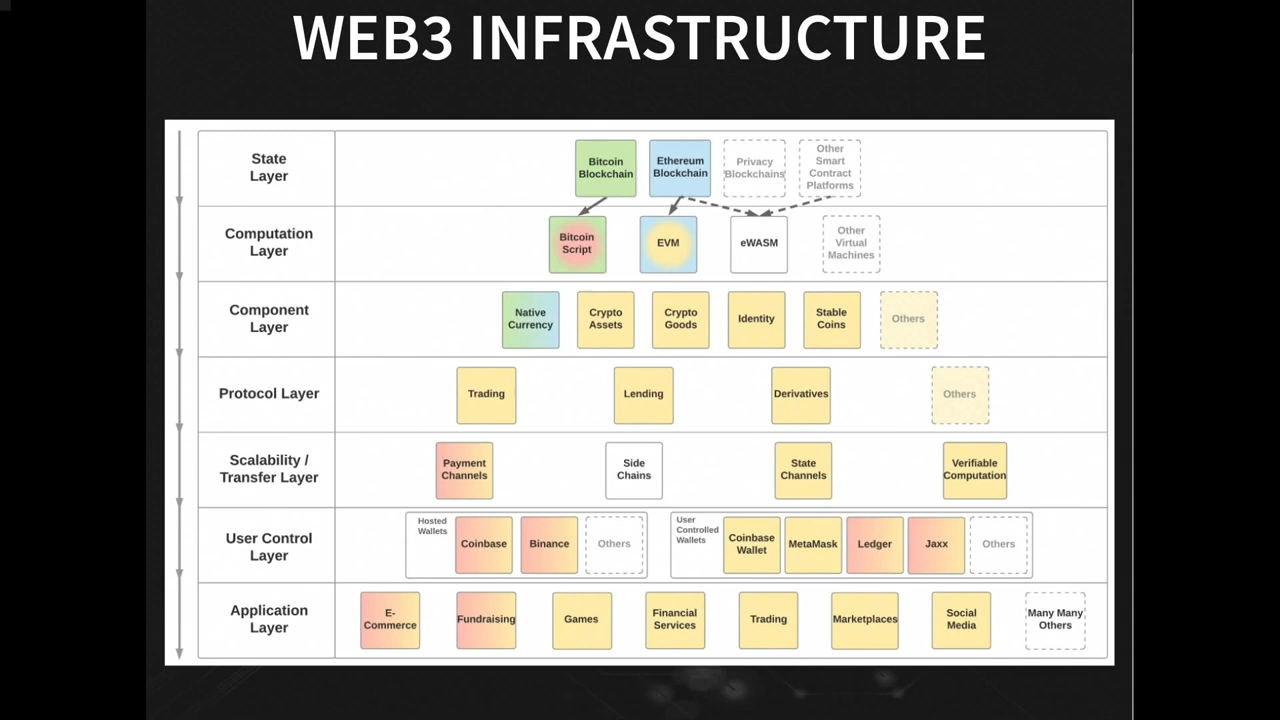 WEB3 INFRASTRUCTURE
State
Layer
Bitcoin
Blockchain
Ethereum
Blockchain
Privacy
Blockchains
Other
Smart
Contract
Platforms
Computation
Layer
Bitcoin
Script
EVM
eWASM
Other
Virtual
Machines
Component
Layer
Native
Currency
Crypto
Assets
Crypto
Goods
Identity
Stable
Coins
Others
Protocol Layer
Trading
Lending
Derivatives
Others
Scalability /
Transfer Layer
Payment
Channels
Side
Chains
State
Channels
Verifiable
Computation
User Control
Layer
Hosted
Wallets
Coinbase
Binance
Others
User
Controlled
Wallets
Coinbase
Wallet
MetaMask
Ledger
Jaxx
Others
Application
Layer
E-
Commerce
Fundraising
Games
Financial
Services
Trading
Marketplaces
Social
Media
Many Many
Others